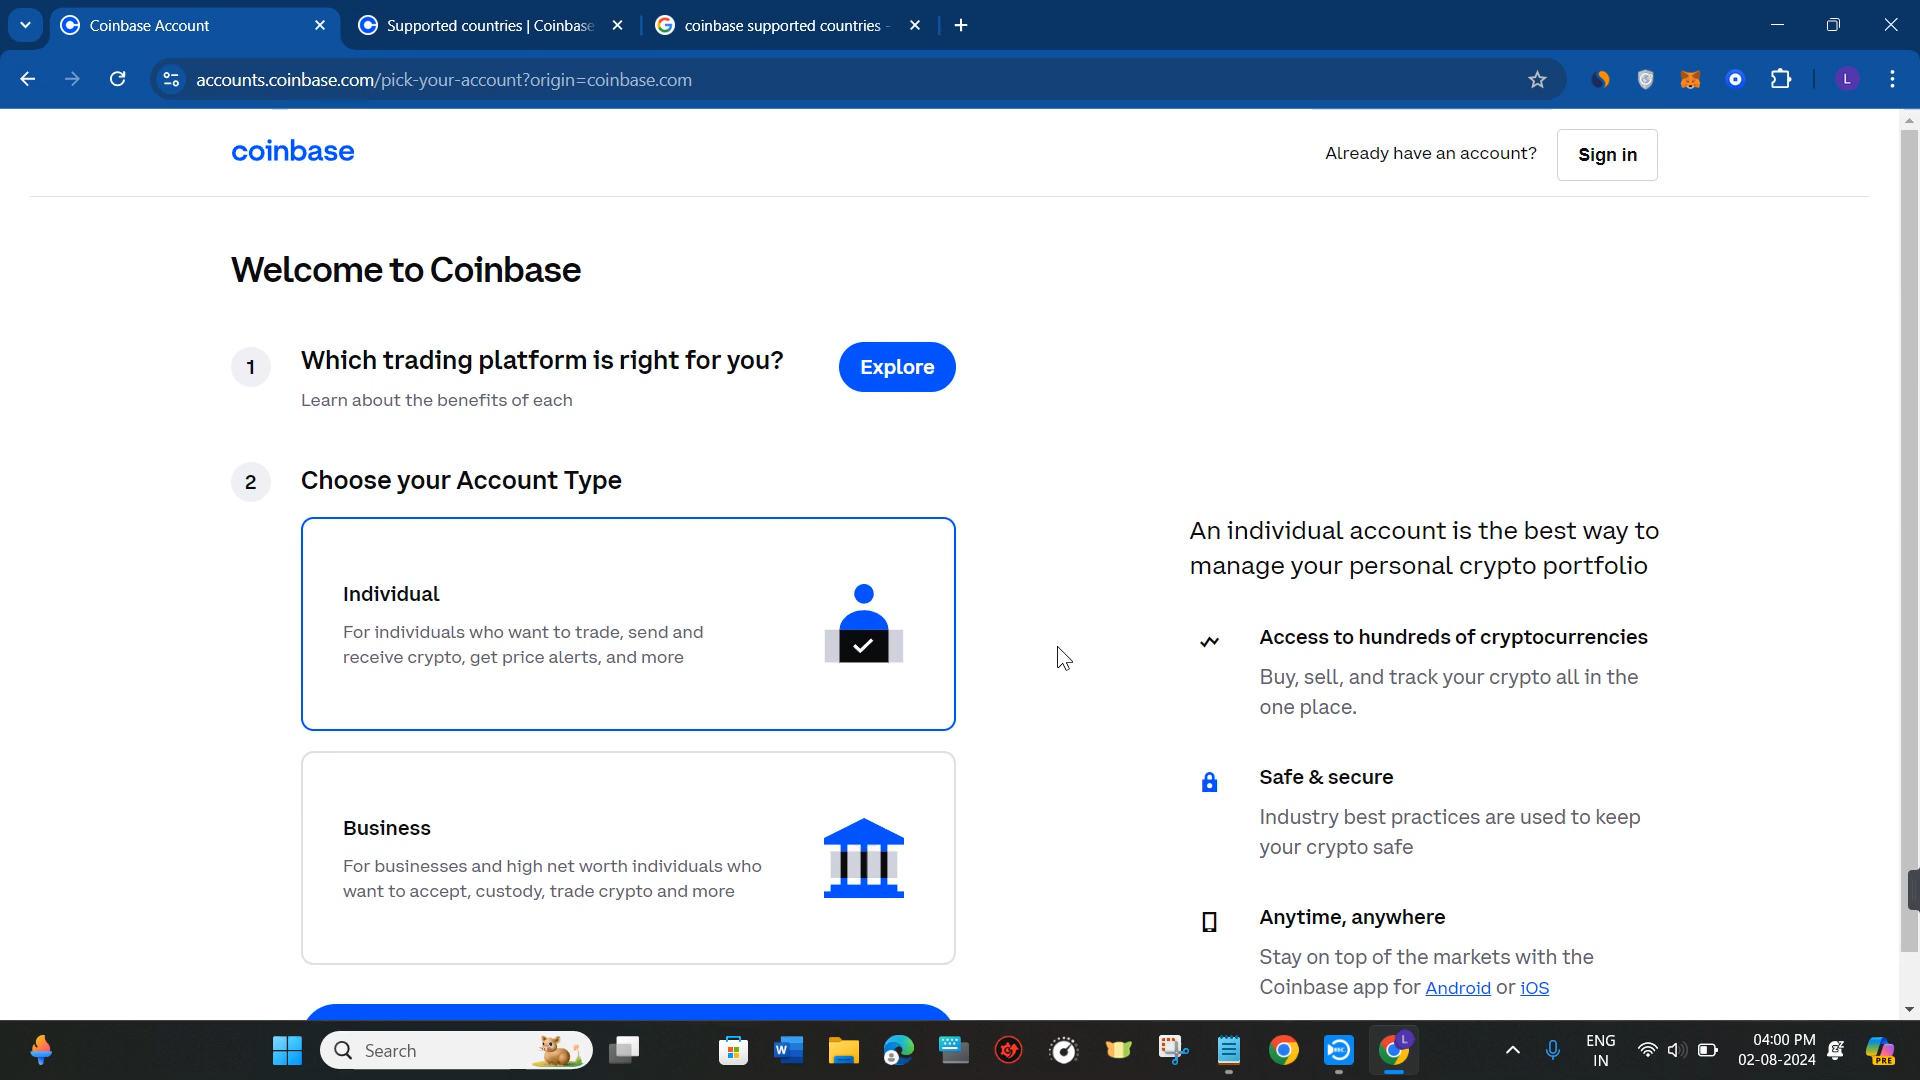 Coinbase Account
Supported countries | Coinbase
coinbase supported countries -
accounts.coinbase.com/pick-your-account?origin=coinbase.com
L
coinbase
Already have an account?
Sign in
Welcome to Coinbase
1
Which trading platform is right for you?
Explore
Learn about the benefits of each
2
Choose your Account Type
Individual
For individuals who want to trade, send and
receive crypto, get price alerts, and more
Business
For businesses and high net worth individuals who
want to accept, custody, trade crypto and more
An individual account is the best way to
manage your personal crypto portfolio
Access to hundreds of cryptocurrencies
Buy, sell, and track your crypto all in the
one place.
Safe & secure
Industry best practices are used to keep
your crypto safe
Anytime, anywhere
Stay on top of the markets with the
Coinbase app for Android or iOS
Search
W
REC
L
ENG
IN
04:00 PM
02-08-2024
PRE